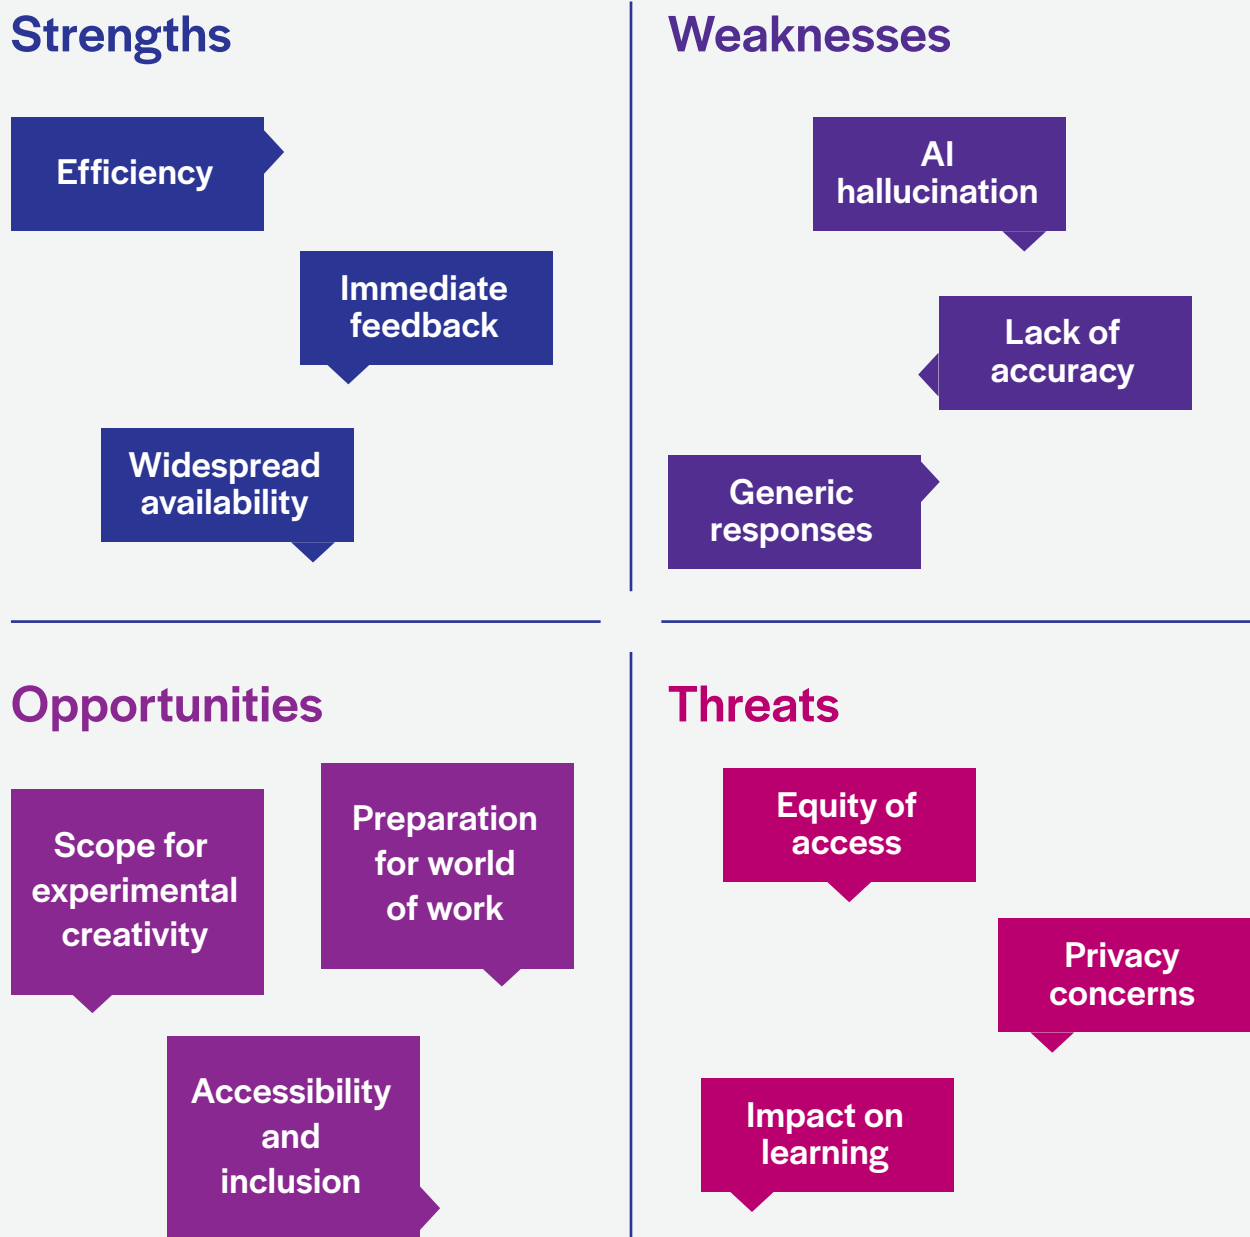 Strengths
Efficiency
Immediate
feedback
Widespread
availability
Weaknesses
AI
hallucination
Lack of
accuracy
Generic
responses
Opportunities
Scope for
experimental
creativity
Preparation
for world
of work
Accessibility
and
inclusion
Threats
Equity of
access
Privacy
concerns
Impact on
learning